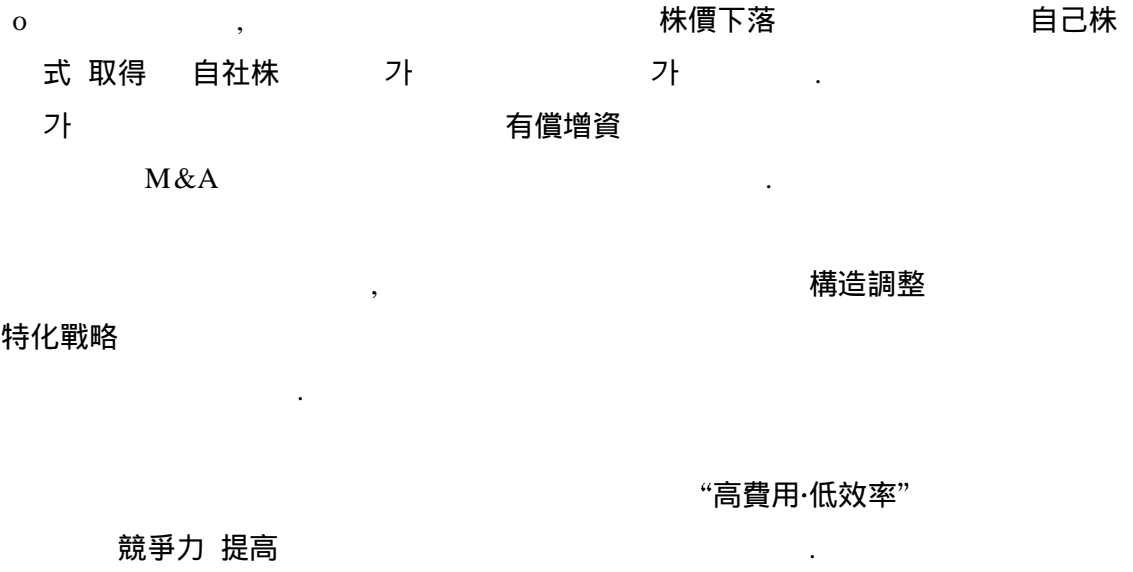 o , 株價下落 自己株
式 取得 自社株 가 가 .
가 有償增資
M&A .
, 構造調整
特化戰略
.
“高費用·低效率”
競爭力 提高 .